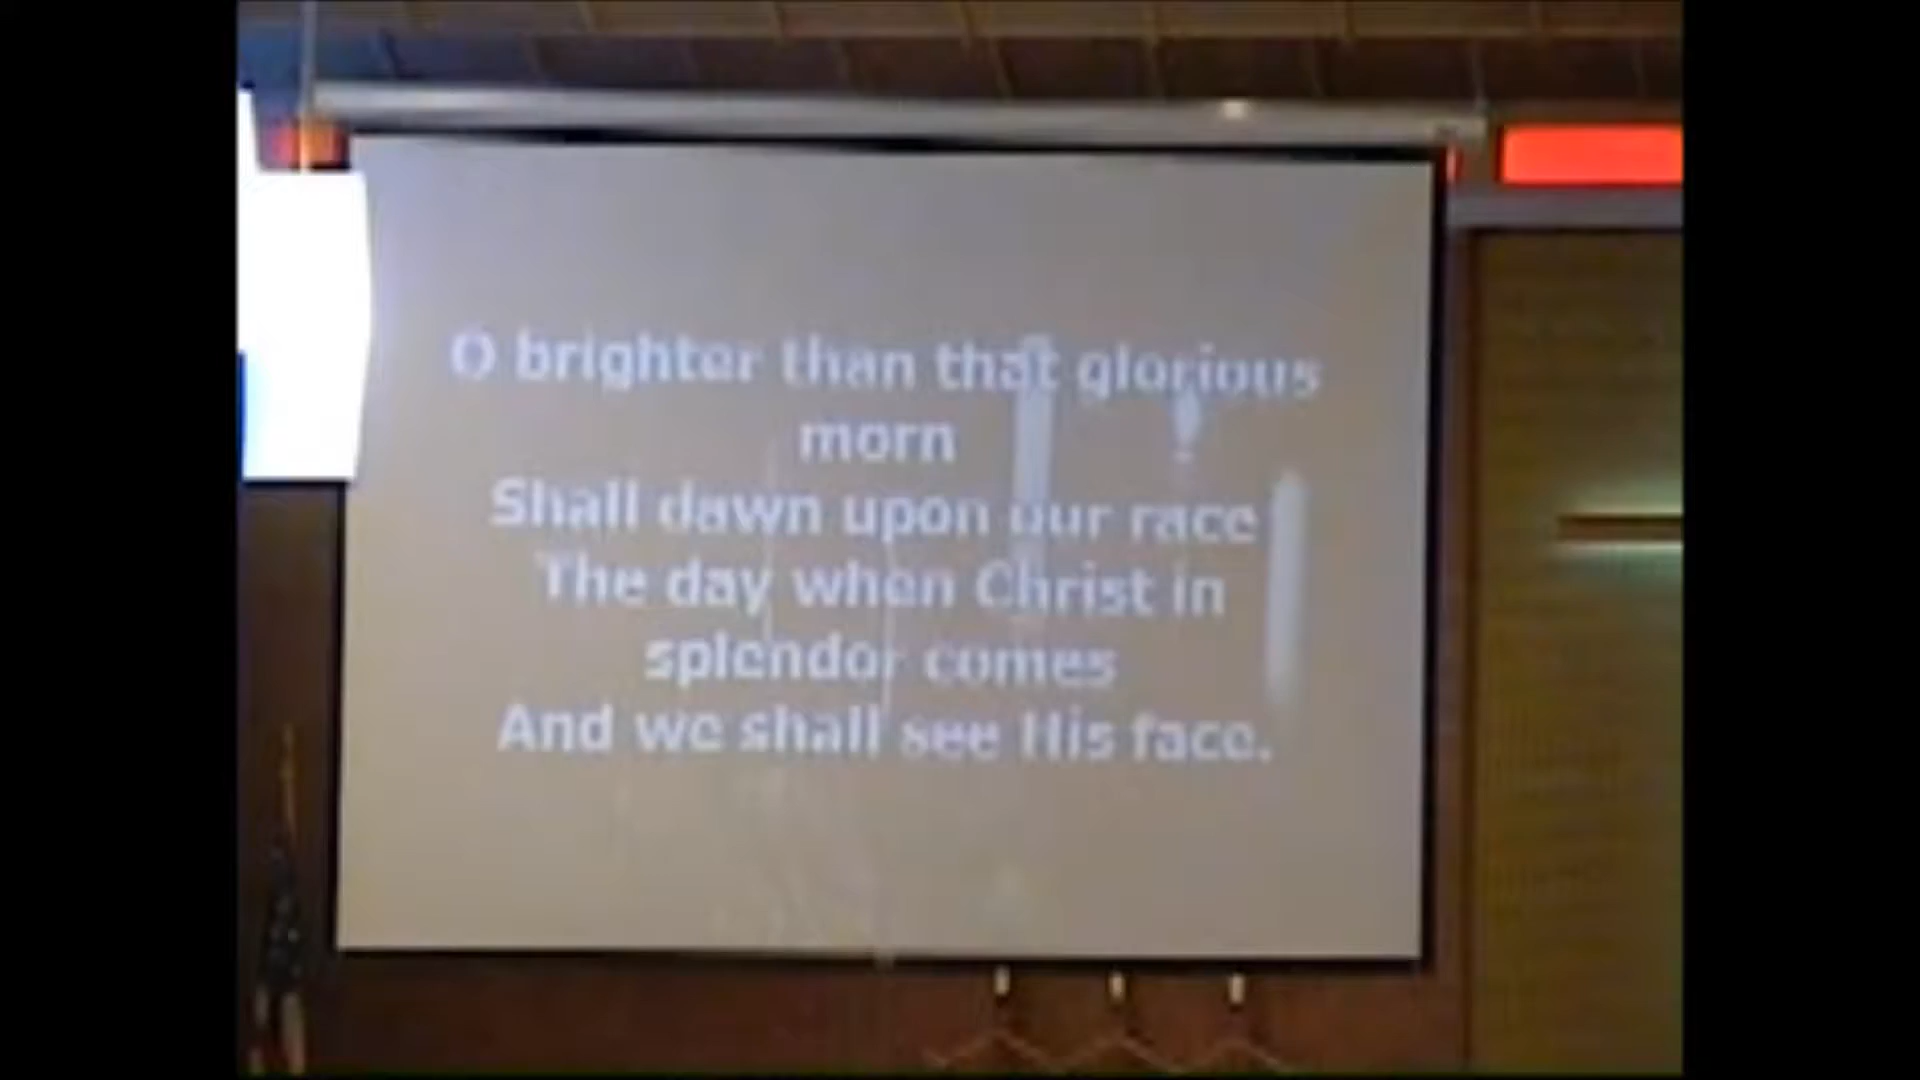 O brighter than that glorious
morn
Shall dawn upon our race
The day when Christ in
splendor comes
And we shall see His face.